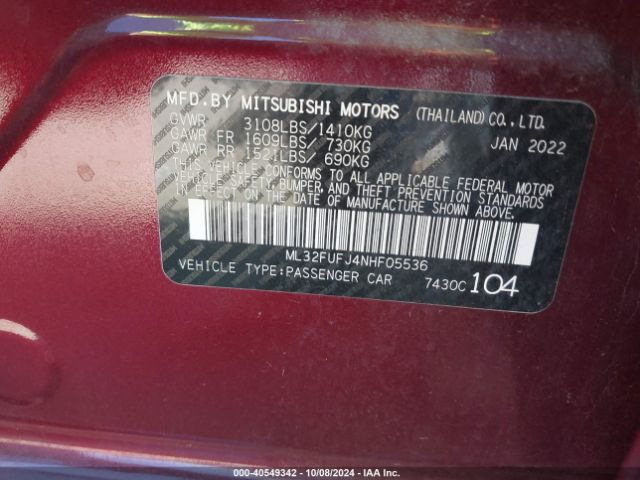 MFD. BY MITSUBISHI MOTORS (THAILAND) CO., LTD.
GVWR 3108LBS/1410KG JAN 2022
GAWR FR 1609LBS/ 730KG
GAWR RR 1521LBS/ 690KG
THIS VEHICLE CONFORMS TO ALL APPLICABLE FEDERAL MOTOR
VEHICLE SAFETY, BUMPER, AND THEFT PREVENTION STANDARDS
IN EFFECT ON THE DATE OF MANUFACTURE SHOWN ABOVE.
ML32FUFJ4NHF05536
VEHICLE TYPE:PASSENGER CAR 7430C 104
000-40549342 - 10/08/2024 - IAAI.COM